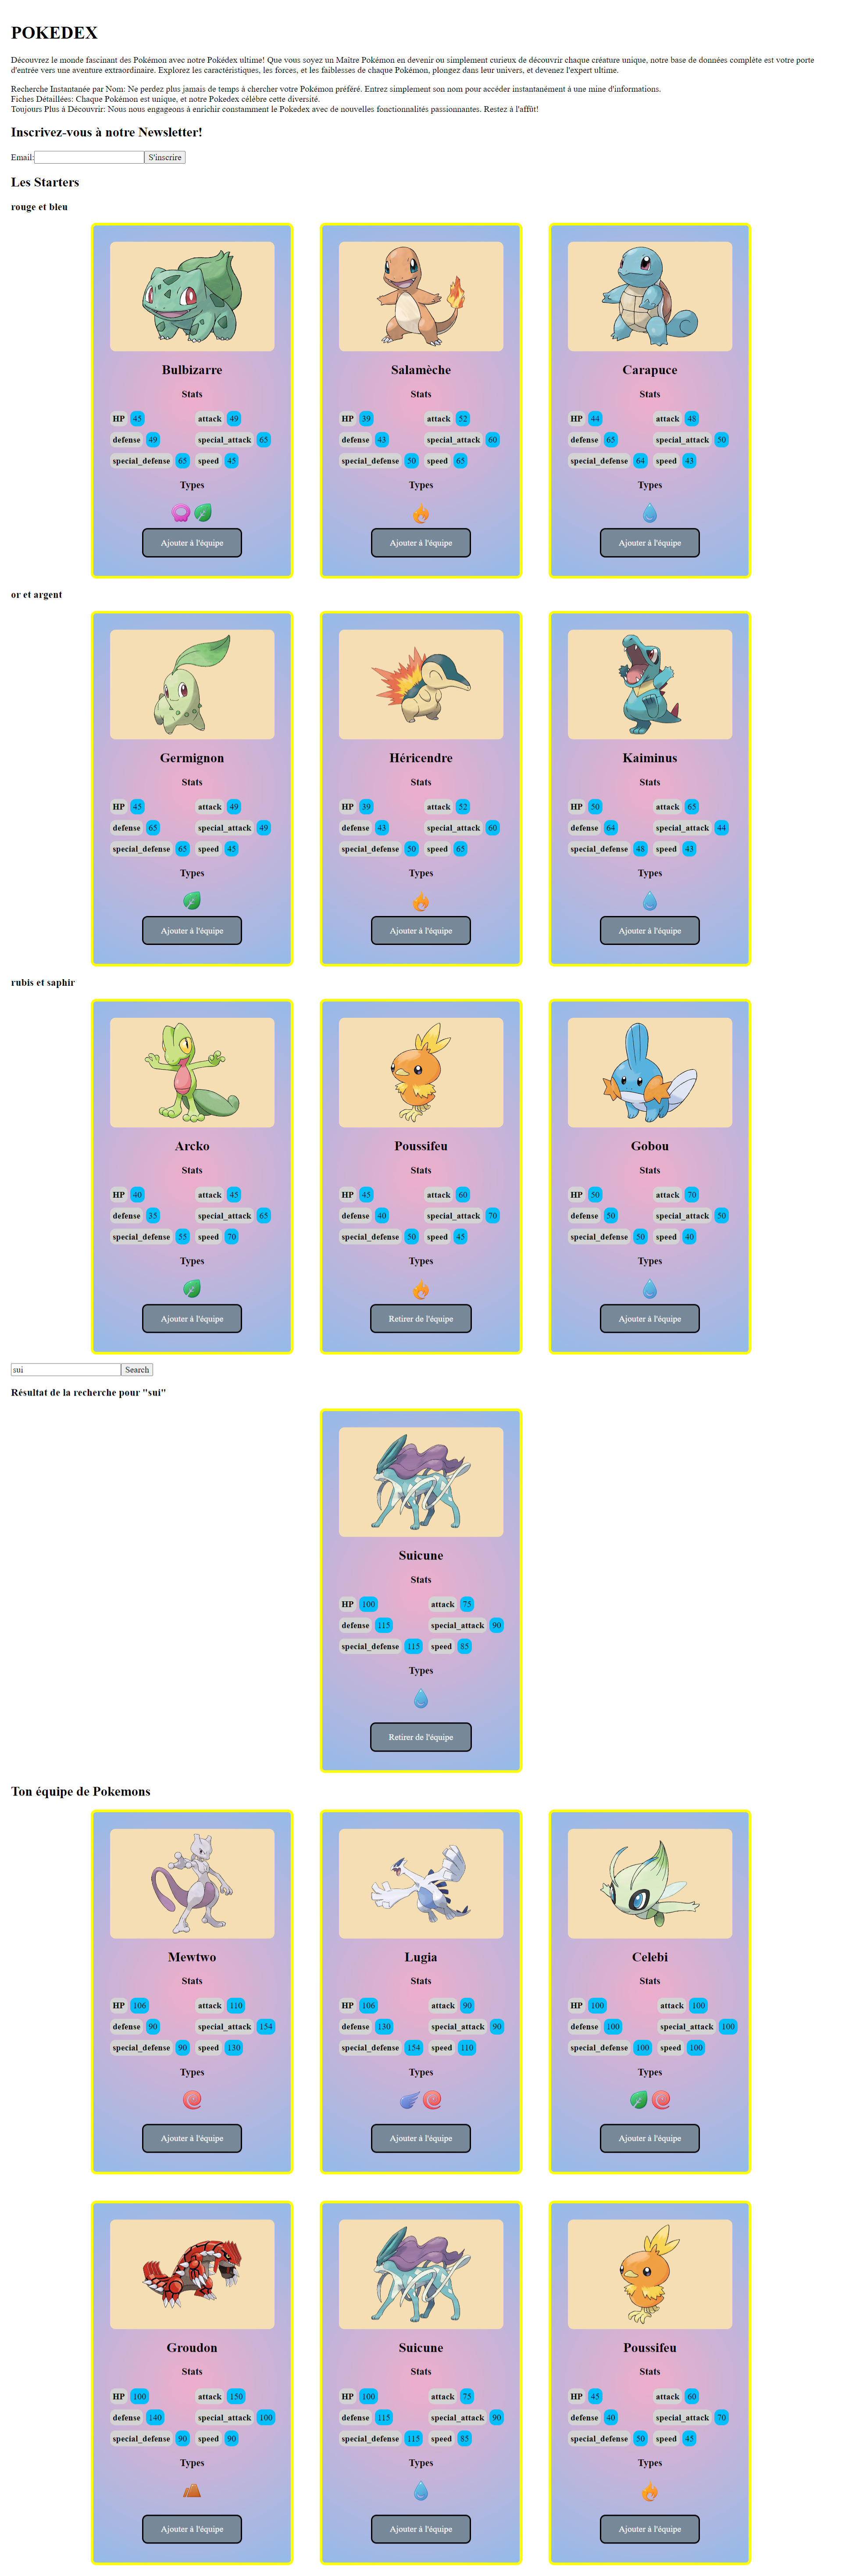 POKEDEX
Découvrez le monde fascinant des Pokémon avec notre Pokédex ultime! Que vous soyez un Maître Pokémon en devenir ou simplement curieux de découvrir chaque créature unique, notre base de données complète est votre porte
d'entrée vers une aventure extraordinaire. Explorez les caractéristiques, les forces, et les faiblesses de chaque Pokémon, plongez dans leur univers, et devenez l'expert ultime.
Recherche Instantanée par Nom: Ne perdez plus jamais de temps à chercher votre Pokémon préféré. Entrez simplement son nom pour accéder instantanément à une mine d'informations.
Fiches Détaillées: Chaque Pokémon est unique, et notre Pokedex célèbre cette diversité.
Toujours Plus à Découvrir: Nous nous engageons à enrichir constamment le Pokedex avec de nouvelles fonctionnalités passionnantes. Restez à l'affût!
Inscrivez-vous à notre Newsletter!
Email: S'inscrire
Les Starters
rouge et bleu
Bulbizarre
Stats
HP 45 attack 49
defense 49 special_attack 65
special_defense 65 speed 45
Types
Ajouter à l'équipe
Salamèche
Stats
HP 39 attack 52
defense 43 special_attack 60
special_defense 50 speed 65
Types
Ajouter à l'équipe
Carapuce
Stats
HP 44 attack 48
defense 65 special_attack 50
special_defense 64 speed 43
Types
Ajouter à l'équipe
or et argent
Germignon
Stats
HP 45 attack 49
defense 65 special_attack 49
special_defense 65 speed 45
Types
Ajouter à l'équipe
Héricendre
Stats
HP 39 attack 52
defense 43 special_attack 60
special_defense 50 speed 65
Types
Ajouter à l'équipe
Kaiminus
Stats
HP 50 attack 65
defense 64 special_attack 44
special_defense 48 speed 43
Types
Ajouter à l'équipe
rubis et saphir
Arcko
Stats
HP 40 attack 45
defense 35 special_attack 65
special_defense 55 speed 70
Types
Ajouter à l'équipe
Poussifeu
Stats
HP 45 attack 60
defense 40 special_attack 70
special_defense 50 speed 45
Types
Retirer de l'équipe
Gobou
Stats
HP 50 attack 70
defense 50 special_attack 50
special_defense 50 speed 40
Types
Ajouter à l'équipe
sui Search
Résultat de la recherche pour "sui"
Suicune
Stats
HP 100 attack 75
defense 115 special_attack 90
special_defense 115 speed 85
Types
Retirer de l'équipe
Ton équipe de Pokemons
Mewtwo
Stats
HP 106 attack 110
defense 90 special_attack 154
special_defense 90 speed 130
Types
Ajouter à l'équipe
Lugia
Stats
HP 106 attack 90
defense 130 special_attack 90
special_defense 154 speed 110
Types
Ajouter à l'équipe
Celebi
Stats
HP 100 attack 100
defense 100 special_attack 100
special_defense 100 speed 100
Types
Ajouter à l'équipe
Groudon
Stats
HP 100 attack 150
defense 140 special_attack 100
special_defense 90 speed 90
Types
Ajouter à l'équipe
Suicune
Stats
HP 100 attack 75
defense 115 special_attack 90
special_defense 115 speed 85
Types
Ajouter à l'équipe
Poussifeu
Stats
HP 45 attack 60
defense 40 special_attack 70
special_defense 50 speed 45
Types
Ajouter à l'équipe